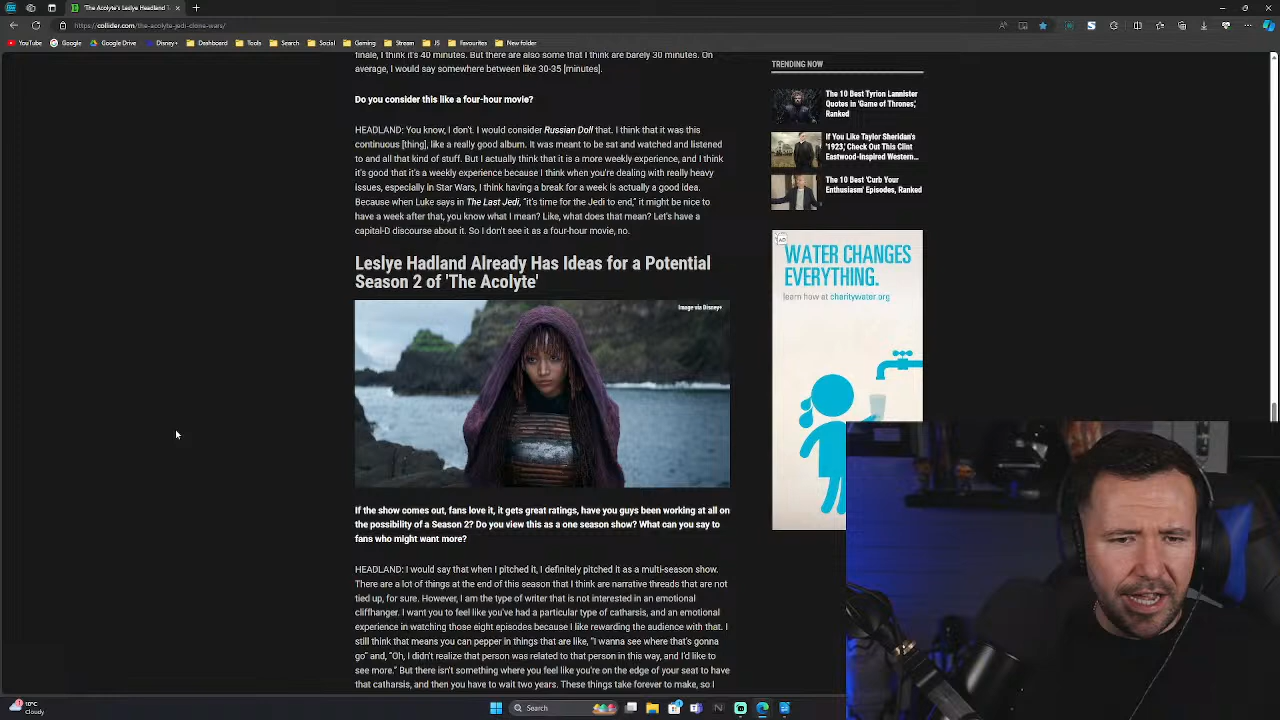 The Acolyte's Leslye Headland T
https://collider.com/the-acolyte-jedi-clone-wars/
YouTube
Google
Google Drive
Disney+
Dashboard
Tools
Search
Social
Gaming
Stream
JS
Favourites
New folder
finale, I think it's 40 minutes. But there are also some that I think are barely 30 minutes. On
average, I would say somewhere between like 30-35 [minutes].
Do you consider this like a four-hour movie?
HEADLAND: You know, I don't. I would consider Russian Doll that. I think that it was this
continuous [thing], like a really good album. It was meant to be sat and watched and listened
to and all that kind of stuff. But I actually think that it is a more weekly experience, and I think
it's good that it's a weekly experience because I think when you're dealing with really heavy
issues, especially in Star Wars, I think having a break for a week is actually a good idea.
Because when Luke says in The Last Jedi, “it's time for the Jedi to end,” it might be nice to
have a week after that, you know what I mean? Like, what does that mean? Let's have a
capital-D discourse about it. So I don't see it as a four-hour movie, no.
Leslye Hadland Already Has Ideas for a Potential
Season 2 of 'The Acolyte'
Image via Disney+
If the show comes out, fans love it, it gets great ratings, have you guys been working at all on
the possibility of a Season 2? Do you view this as a one season show? What can you say to
fans who might want more?
HEADLAND: I would say that when I pitched it, I definitely pitched it as a multi-season show.
There are a lot of things at the end of this season that I think are narrative threads that are not
tied up, for sure. However, I am the type of writer that is not interested in an emotional
cliffhanger. I want you to feel like you've had a particular type of catharsis, and an emotional
experience in watching those eight episodes because I like rewarding the audience with that. I
still think that means you can pepper in things that are like, “I wanna see where that's gonna
go” and, “Oh, I didn't realize that person was related to that person in this way, and I'd like to
see more.” But there isn't something where you feel like you're on the edge of your seat to have
that catharsis, and then you have to wait two years. These things take forever to make, so I
TRENDING NOW
The 10 Best Tyrion Lannister
Quotes in 'Game of Thrones,'
Ranked
If You Like Taylor Sheridan's
'1923,' Check Out This Clint
Eastwood-Inspired Western...
The 10 Best 'Curb Your
Enthusiasm' Episodes, Ranked
AD
WATER CHANGES
EVERYTHING.
learn how at charitywater.org
Cloudy
Search